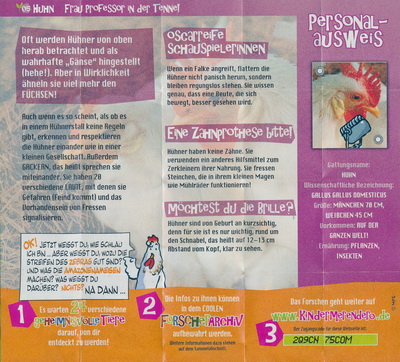 das HUHN FRAU PROFESSOR IN DER TENNE!
Oft werden Hühner von oben
herab betrachtet und als
wahrhafte „Gänse" hingestellt
(hehe!). Aber in Wirklichkeit
ähneln sie viel mehr den
FÜCHSEN!
Auch wenn es so scheint, als ob es
in einem Hühnerstall keine Regeln
gibt, erkennen und respektieren
die Hühner einander wie in einer
kleinen Gesellschaft. Außerdem
GACKERN, das heißt sprechen sie
miteinander. Sie haben 20
verschiedene LAUTE, mit denen sie
Gefahren (Feind kommt) und das
Vorhandensein von Fressen
signalisieren.
OK! JETZT WEISST DU WIE SCHLAU
ICH BIN... ABER WEISST DU, WOZU DIE
STREIFEN DES ZEBRAS GUT SIND?
UND WAS DIE AMAZONENAMEISEN
MACHEN? WAS WEISST DU
DARÜBER? NICHTS? NA DANN...
1
Es warten 24 verschiedene
geheimnisvolle Tiere
darauf, von dir
entdeckt zu werden!
OSCARREIFE
SCHAUSPIELERINNEN
Wenn ein Falke angreift, flattern die
Hühner nicht panisch herum, sondern
bleiben regungslos stehen. Sie wissen
genau, dass eine Beute, die sich
bewegt, besser gesehen wird.
EINE ZAHNPROTHESE BITTE!
Hühner haben keine Zähne. Sie
verwenden ein anderes Hilfsmittel zum
Zerkleinern ihrer Nahrung. Sie fressen
Steinchen, die in ihrem kleinen Magen
wie Mühlräder funktionieren!
MÖCHTEST DU DIE BRILLE?
Hühner sind von Geburt an kurzsichtig,
denn für sie ist es nur wichtig, rund um
den Schnabel, das heißt auf 12-13 cm
Abstand vom Kopf, klar zu sehen.
2
Die Infos zu ihnen können
in dem COOLEN
FORSCHERARCHIV
aufbewahrt werden.
Weitere Informationen dazu findest
auf dem Sammelüberblick.
PERSONAL-
AUSWEIS
Gattungsname:
HUHN
Wissenschaftliche Bezeichnung:
GALLUS GALLUS DOMESTICUS
Größe: MÄNNCHEN 70 CM,
WEIBCHEN 45 CM
Vorkommen: AUF DER
GANZEN WELT!
Ernährung: PFLANZEN,
INSEKTEN
3
Das Forschen geht weiter auf
www.KinderMerendero.de
2Q9CH 75COM